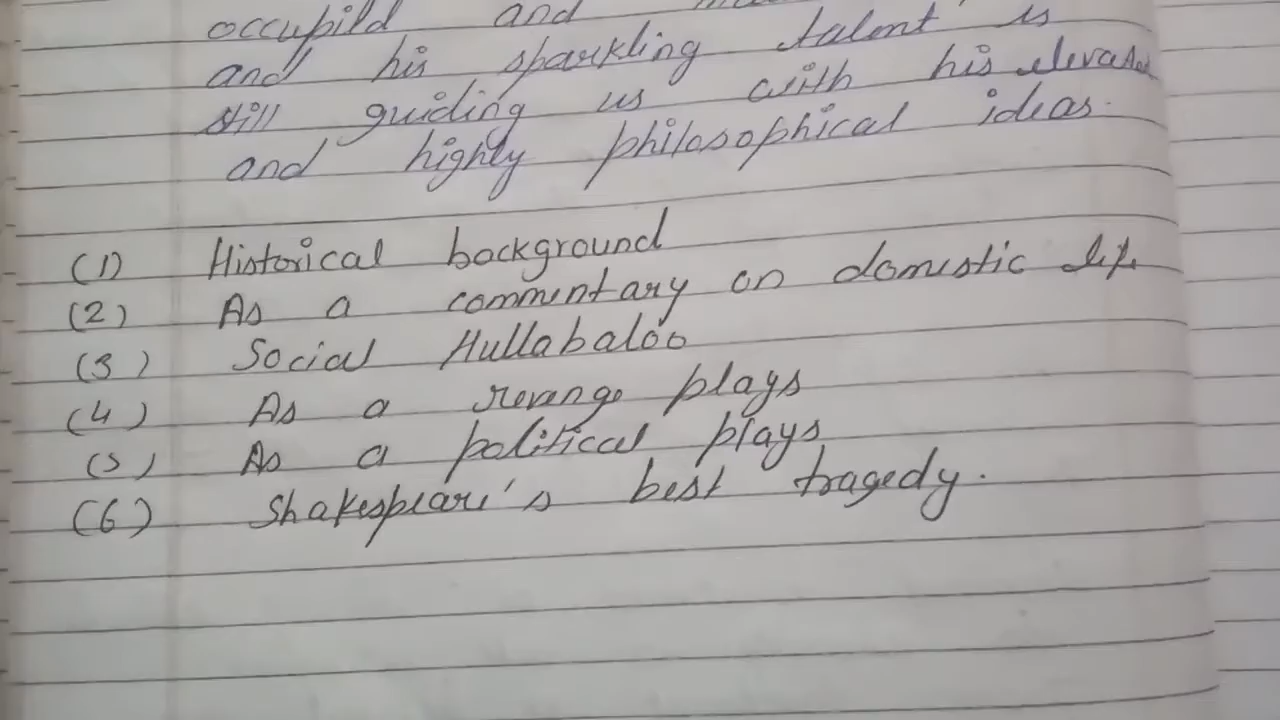 occupild and
and his sparkling talent is
still guiding us with his elevated
and highly philosophical ideas.
(1) Historical background
(2) As a commentary on domestic life
(3) Social Hullabaloo
(4) As a revenge plays
(5) As a political plays
(6) Shakespeare's best tragedy.